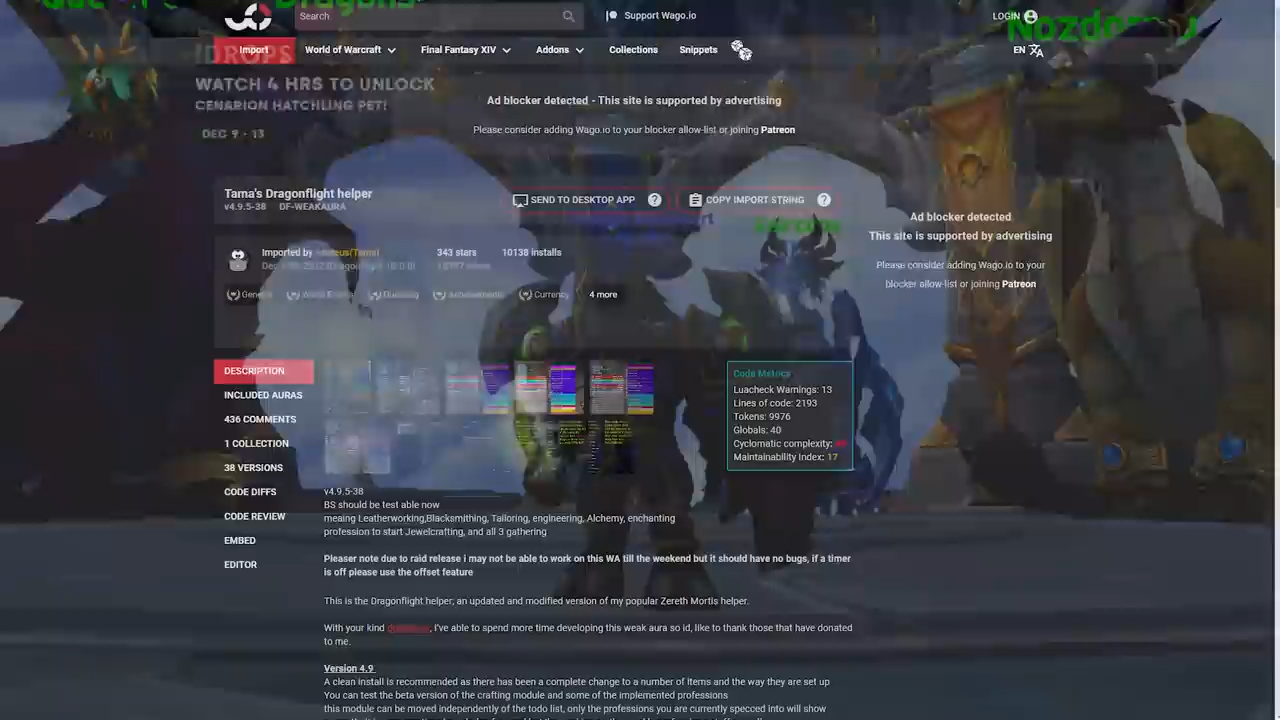 Dragons
Search
Support Wago.io
LOGIN
Nozdormu
Import
World of Warcraft
Final Fantasy XIV
Addons
Collections
Snippets
EN
!DROPS
WATCH 4 HRS TO UNLOCK
CENARION HATCHLING PET!
DEC 9 - 13
Ad blocker detected - This site is supported by advertising
Please consider adding Wago.io to your blocker allow-list or joining Patreon
Tama's Dragonflight helper
v4.9.5-38 DF-WEAKAURA
SEND TO DESKTOP APP
COPY IMPORT STRING
Ad blocker detected
This site is supported by advertising
Please consider adding Wago.io to your
blocker allow-list or joining Patreon
Imported by
343 stars
10138 installs
Currency
4 more
DESCRIPTION
INCLUDED AURAS
436 COMMENTS
1 COLLECTION
38 VERSIONS
CODE DIFFS
CODE REVIEW
EMBED
EDITOR
Code Metrics
Luacheck Warnings: 13
Lines of code: 2193
Tokens: 9976
Globals: 40
Cyclomatic complexity:
Maintainability Index: 17
v4.9.5-38
BS should be test able now
meaing Leatherworking,Blacksmithing, Tailoring, engineering, Alchemy, enchanting
profession to start Jewelcrafting, and all 3 gathering
Pleaser note due to raid release i may not be able to work on this WA till the weekend but it should have no bugs, if a timer
is off please use the offset feature
This is the Dragonflight helper; an updated and modified version of my popular Zereth Mortis helper.
With your kind , I've able to spend more time developing this weak aura so id, like to thank those that have donated
to me.
Version 4.9
A clean install is recommended as there has been a complete change to a number of items and the way they are set up
You can test the beta version of the crafting module and some of the implemented professions
this module can be moved independently of the todo list, only the professions you are currently specced into will show